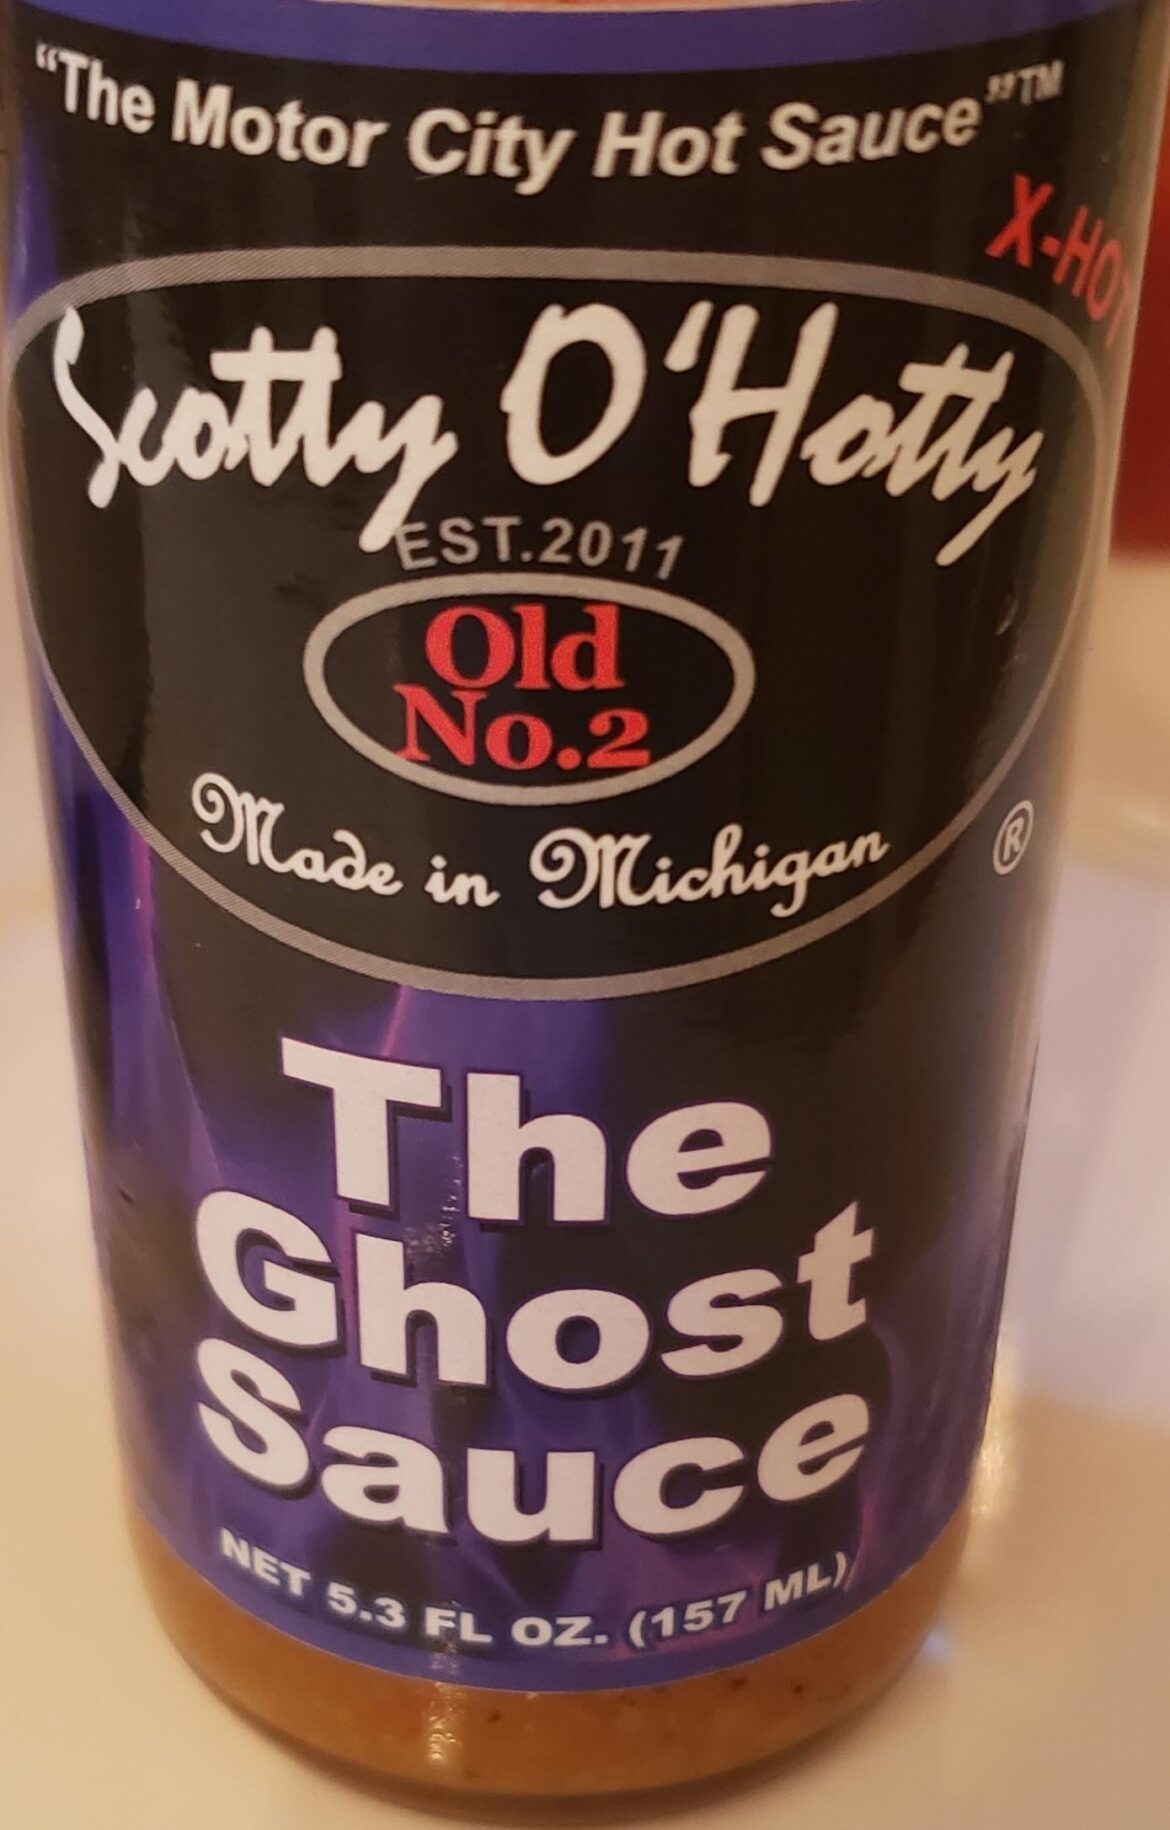 “The Motor City Hot Sauce”™
X-HOT
Scotty O‘Hotty
EST.2011
Old
No.2
Made in Michigan
®
The
Ghost
Sauce
NET 5.3 FL OZ. (157 ML)